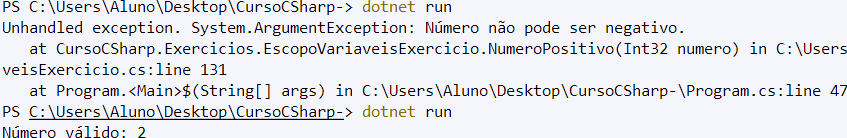 PS C:\Users\Aluno\Desktop\CursoCSharp-> dotnet run
Unhandled exception. System.ArgumentException: Número não pode ser negativo.
   at CursoCSharp.Exercicios.EscopoVariaveisExercicio.NumeroPositivo(Int32 numero) in C:\Users
veisExercicio.cs:line 131
   at Program.<Main>$(String[] args) in C:\Users\Aluno\Desktop\CursoCSharp-\Program.cs:line 47
PS C:\Users\Aluno\Desktop\CursoCSharp-> dotnet run
Número válido: 2